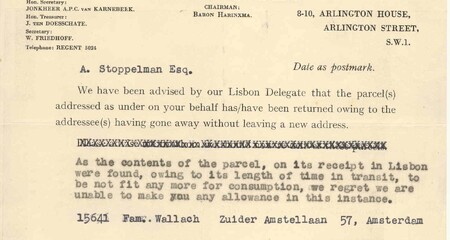 Hon. Secretary:
JONKHEER A.P.C. VAN KARNEBEEK.
Hon. Treasurer:
J. TEN DOESSCHATE.
Secretary:
W. FRIEDHOFF.
Telephone: REGENT 5024
CHAIRMAN:
BARON HARINXMA.
8-10, ARLINGTON HOUSE,
ARLINGTON STREET,
S.W.1.
A. Stoppelman Esq.
Date as postmark.
We have been advised by our Lisbon Delegate that the parcel(s)
addressed as under on your behalf has/have been returned owing to the
addressee(s) having gone away without leaving a new address.
As the contents of the parcel, on its receipt in Lisbon
were found, owing to its length of time in transit, to
be not fit any more for consumption, we regret we are
unable to make you any allowance in this instance.
15641 Fam. Wallach Zuider Amstellaan 57, Amsterdam